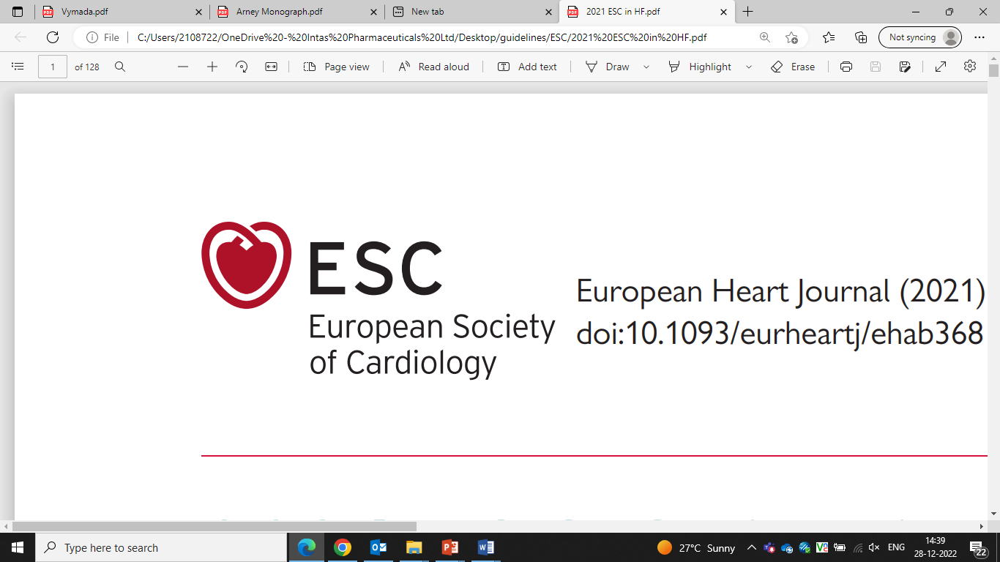 Vymada.pdf
Arney Monograph.pdf
New tab
2021 ESC in HF.pdf
File
C:/Users/2108722/OneDrive%20-%20Intas%20Pharmaceuticals%20Ltd/Desktop/guidelines/ESC/2021%20ESC%20in%20HF.pdf
Not syncing
1 of 128
Page view
Read aloud
Add text
Draw
Highlight
Erase
ESC
European Society
of Cardiology
European Heart Journal (2021)
doi:10.1093/eurheartj/ehab368
Type here to search
27°C Sunny
ENG
14:39
28-12-2022
22